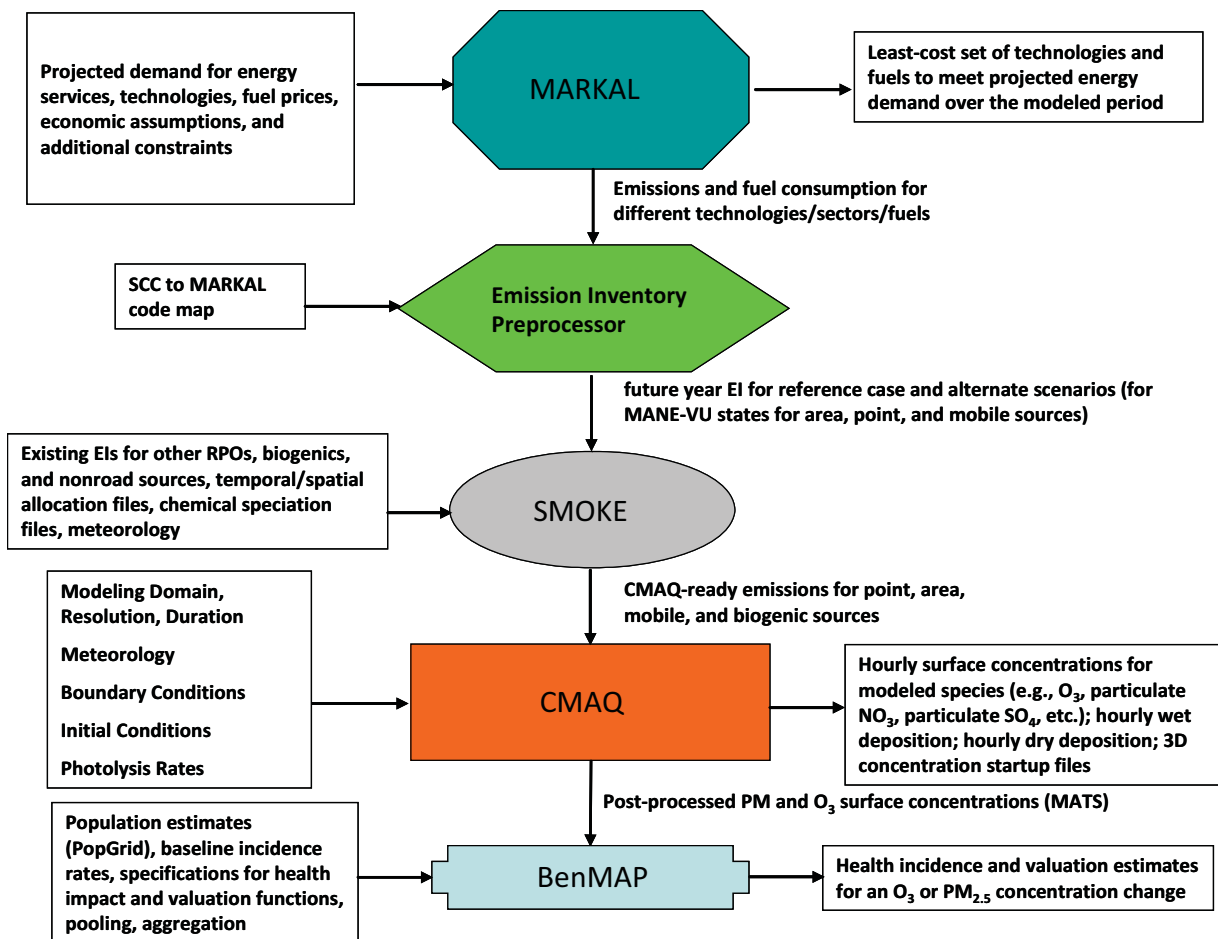 Projected demand for energy
services, technologies, fuel prices,
economic assumptions, and
additional constraints
MARKAL
Least-cost set of technologies and
fuels to meet projected energy
demand over the modeled period
Emissions and fuel consumption for
different technologies/sectors/fuels
SCC to MARKAL
code map
Emission Inventory
Preprocessor
future year EI for reference case and alternate scenarios (for
MANE-VU states for area, point, and mobile sources)
Existing EIs for other RPOs, biogenics,
and nonroad sources, temporal/spatial
allocation files, chemical speciation
files, meteorology
SMOKE
CMAQ-ready emissions for point, area,
mobile, and biogenic sources
Modeling Domain,
Resolution, Duration
Meteorology
Boundary Conditions
Initial Conditions
Photolysis Rates
CMAQ
Hourly surface concentrations for
modeled species (e.g., O₃, particulate
NO₃, particulate SO₄, etc.); hourly wet
deposition; hourly dry deposition; 3D
concentration startup files
Post-processed PM and O₃ surface concentrations (MATS)
Population estimates
(PopGrid), baseline incidence
rates, specifications for health
impact and valuation functions,
pooling, aggregation
BenMAP
Health incidence and valuation estimates
for an O₃ or PM₂.₅ concentration change